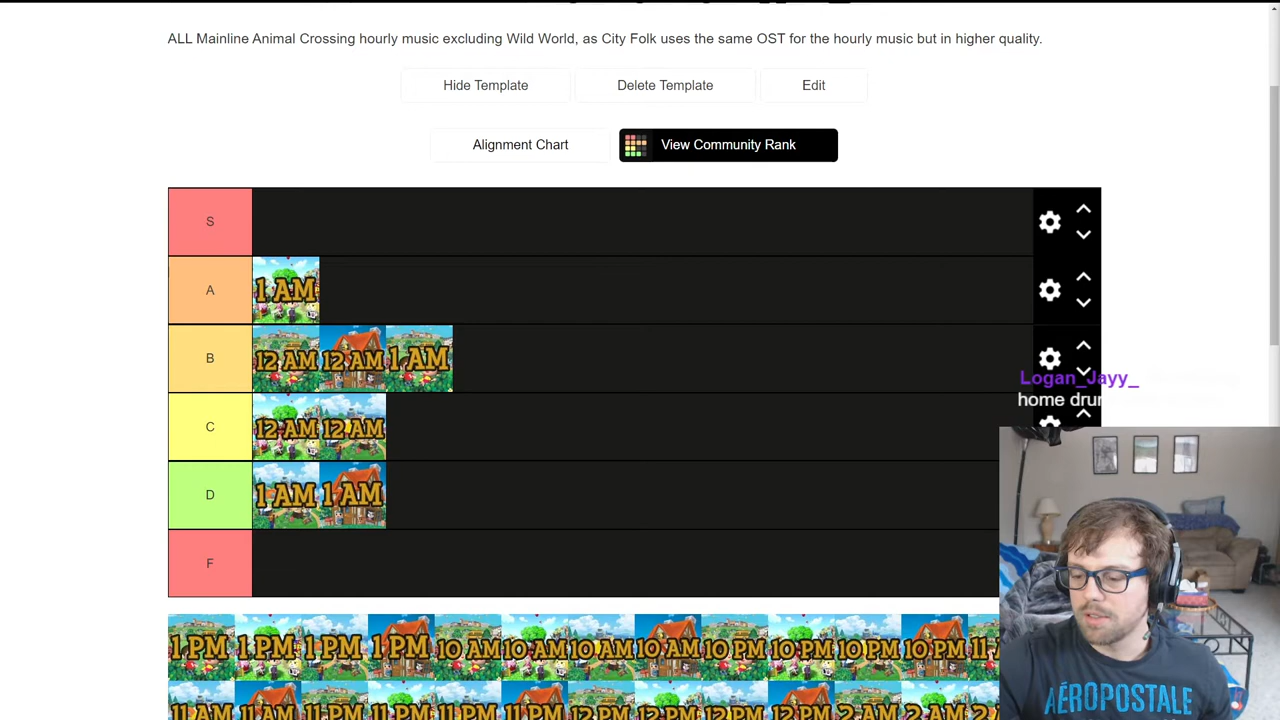 ALL Mainline Animal Crossing hourly music excluding Wild World, as City Folk uses the same OST for the hourly music but in higher quality.
Hide Template Delete Template Edit
Alignment Chart View Community Rank
S
A 1 AM
B 12 AM 12 AM 1 AM
Logan_Jayy_
home
C 12 AM 12 AM
D 1 AM 1 AM
F
1 PM 1 PM 1 PM 1 PM 10 AM 10 AM 10 AM 10 AM 10 PM 10 PM 10 PM 10 PM
11 AM 11 AM 11 PM 11 PM 11 PM 11 PM 12 PM 12 PM 12 PM 12 PM 2 AM 2 AM
AÉROPOSTALE